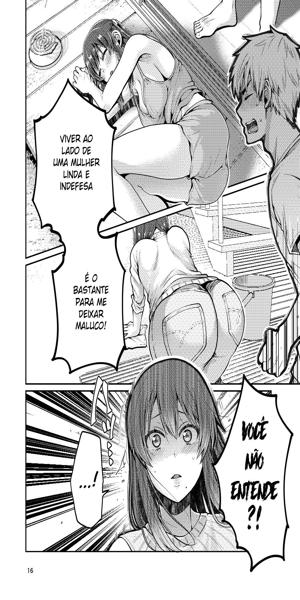 VIVER AO
LADO DE
UMA MULHER
LINDA E
INDEFESA
É O
BASTANTE
PARA ME
DEIXAR
MALUCO!
VOCÊ
NÃO
ENTENDE
?!
...!
16